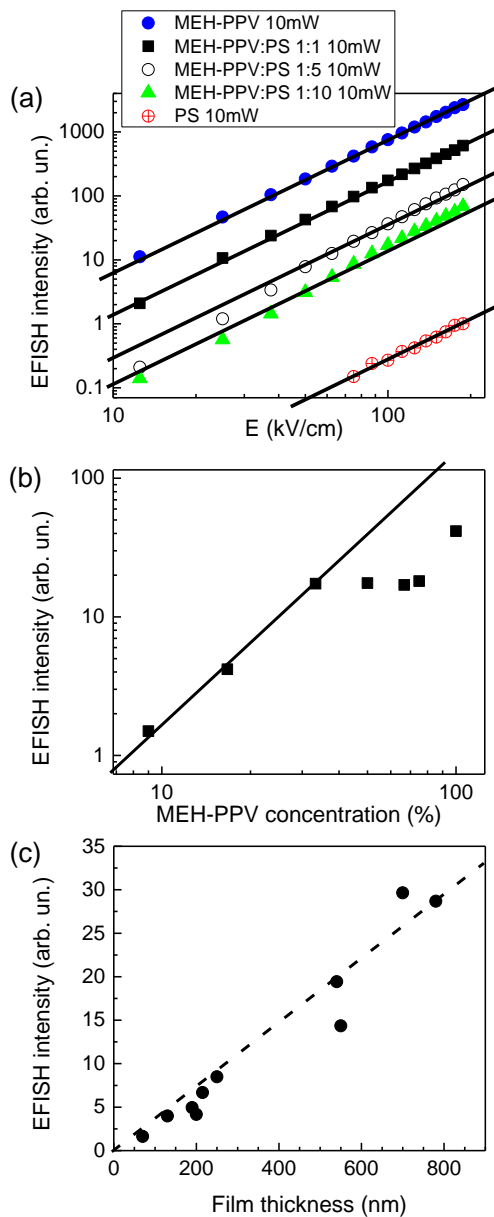 MEH-PPV 10mW
MEH-PPV:PS 1:1 10mW
MEH-PPV:PS 1:5 10mW
MEH-PPV:PS 1:10 10mW
PS 10mW
(a)
EFISH intensity (arb. un.)
1000
100
10
1
0.1
10
100
E (kV/cm)
(b)
EFISH intensity (arb. un.)
100
10
1
10
100
MEH-PPV concentration (%)
(c)
EFISH intensity (arb. un.)
35
30
25
20
15
10
5
0
0
200
400
600
800
Film thickness (nm)